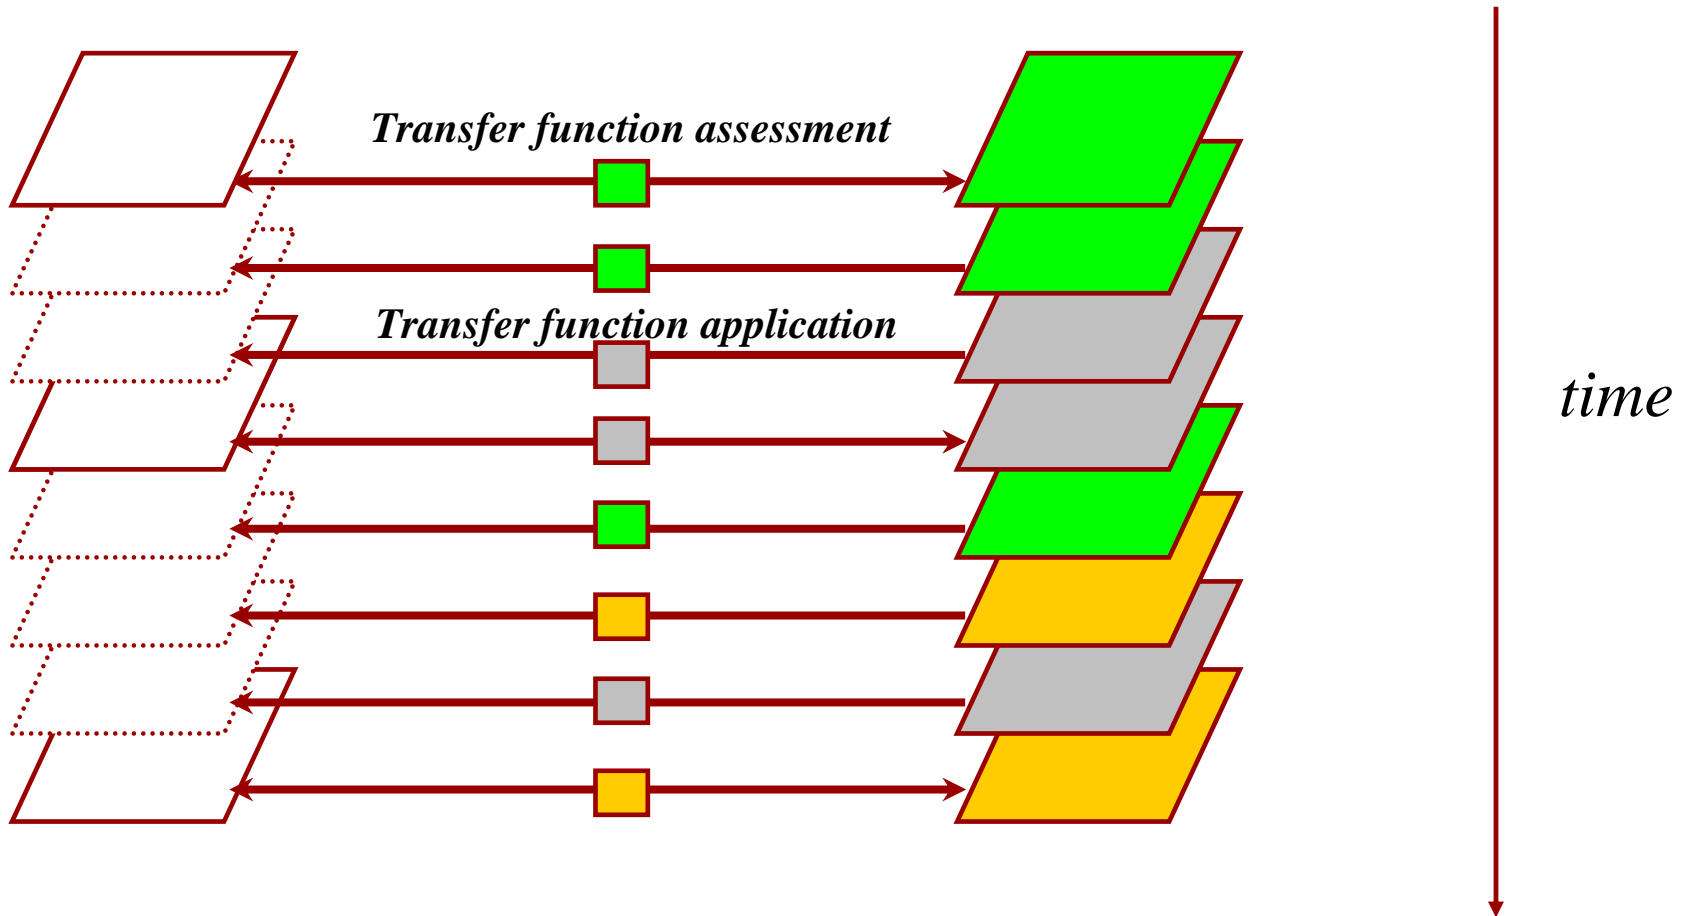 Transfer function assessment
Transfer function application
time